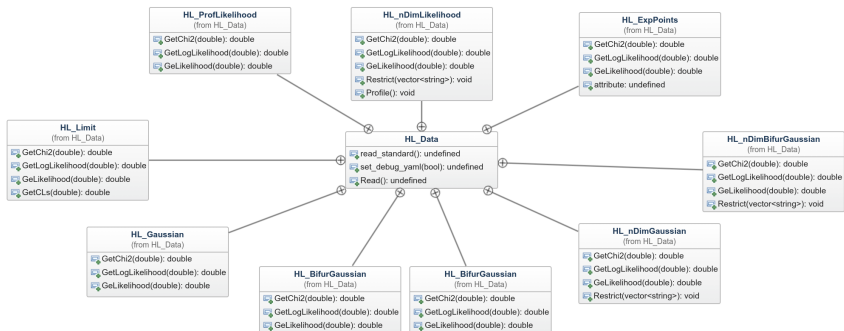 HL_ProfLikelihood
(from HL_Data)
GetChi2(double): double
GetLogLikelihood(double): double
GeLikelihood(double): double
HL_nDimLikelihood
(from HL_Data)
GetChi2(double): double
GetLogLikelihood(double): double
GeLikelihood(double): double
Restrict(vector<string>): void
Profile(): void
HL_ExpPoints
(from HL_Data)
GetChi2(double): double
GetLogLikelihood(double): double
GeLikelihood(double): double
attribute: undefined
HL_Limit
(from HL_Data)
GetChi2(double): double
GetLogLikelihood(double): double
GeLikelihood(double): double
GetCLs(double): double
HL_Data
read_standard(): undefined
set_debug_yaml(bool): undefined
Read(): undefined
HL_nDimBifurGaussian
(from HL_Data)
GetChi2(double): double
GetLogLikelihood(double): double
GeLikelihood(double): double
Restrict(vector<string>): void
HL_Gaussian
(from HL_Data)
GetChi2(double): double
GetLogLikelihood(double): double
GeLikelihood(double): double
HL_BifurGaussian
(from HL_Data)
GetChi2(double): double
GetLogLikelihood(double): double
GeLikelihood(double): double
HL_BifurGaussian
(from HL_Data)
GetChi2(double): double
GetLogLikelihood(double): double
GeLikelihood(double): double
HL_nDimGaussian
(from HL_Data)
GetChi2(double): double
GetLogLikelihood(double): double
GeLikelihood(double): double
Restrict(vector<string>): void